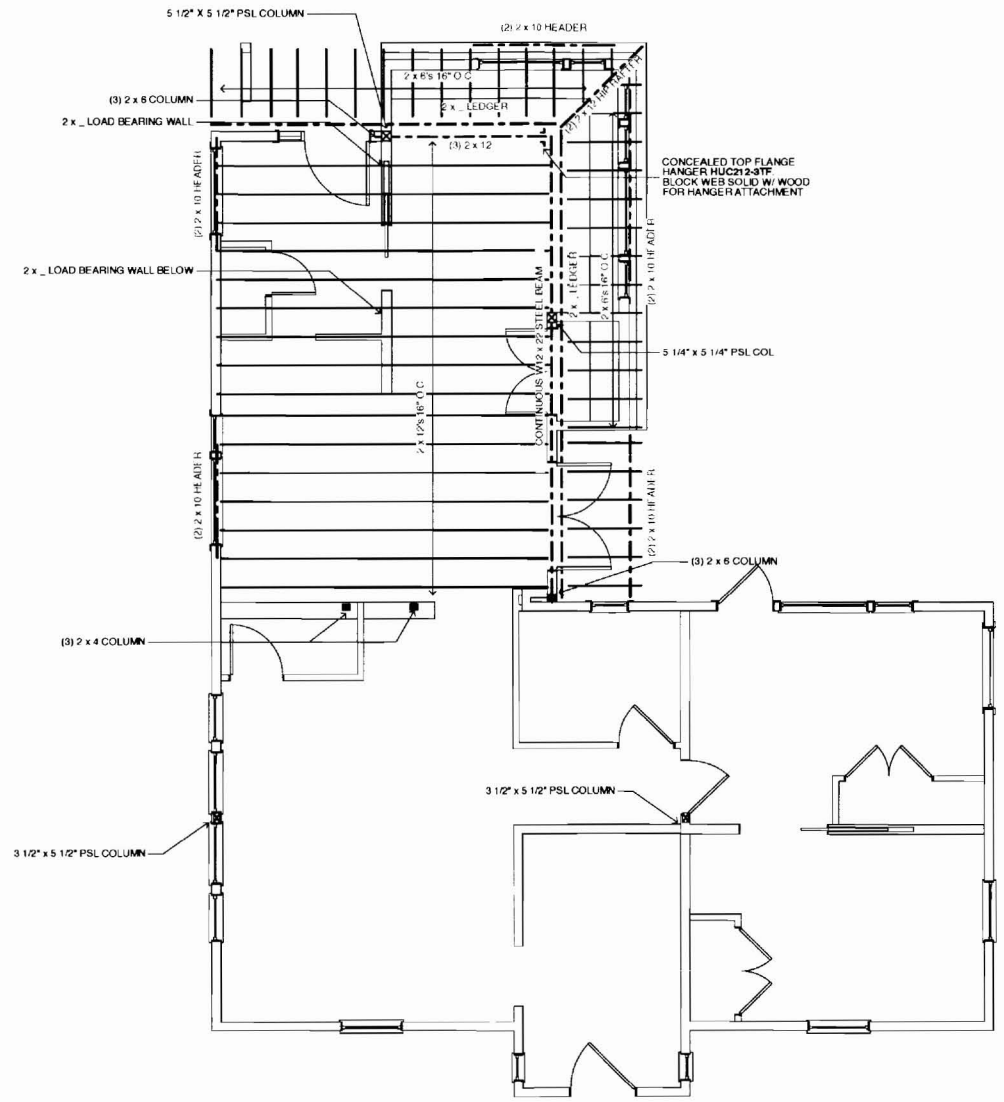 5 1/2" X 5 1/2" PSL COLUMN
(2) 2 x 10 HEADER
2 x 6's 16" O.C
(3) 2 x 6 COLUMN
2 x _ LEDGER
(2) 2 x 12 HIP RAFTER
2 x _ LOAD BEARING WALL
(3) 2 x 12
CONCEALED TOP FLANGE
HANGER HUC212-3TF.
BLOCK WEB SOLID W/ WOOD
FOR HANGER ATTACHMENT
(2) 2 x 10 HEADER
(2) 2 x 10 HEADER
2 x _ LEDGER
2 x 6's 16" O.C
2 x _ LOAD BEARING WALL BELOW
CONTINUOUS W12 x 22 STEEL BEAM
5 1/4" x 5 1/4" PSL COL
2 x 12's 16" O.C
(2) 2 x 10 HEADER
(2) 2 x 10 HEADER
(3) 2 x 6 COLUMN
(3) 2 x 4 COLUMN
3 1/2" x 5 1/2" PSL COLUMN
3 1/2" x 5 1/2" PSL COLUMN